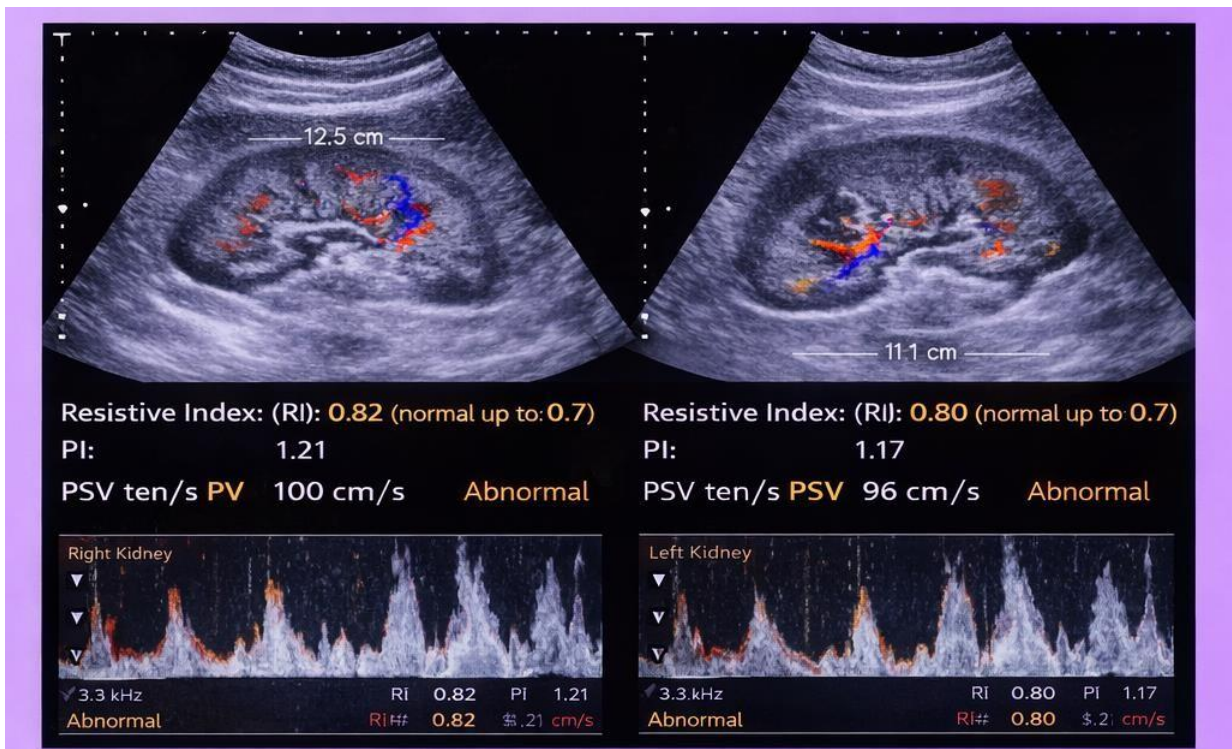 12.5 cm
11 1 cm
Resistive Index: (RI): 0.82 (normal up to: 0.7)
PI: 1.21
PSV ten/s PV 100 cm/s Abnormal
Resistive Index: (RI): 0.80 (normal up to: 0.7)
PI: 1.17
PSV ten/s PSV 96 cm/s Abnormal
Right Kidney
3.3 kHz RI 0.82 PI 1.21
Abnormal 0.82 cm/s
Left Kidney
3.3.kHz RI 0.80 PI 1.17
Abnormal 0.80 cm/s